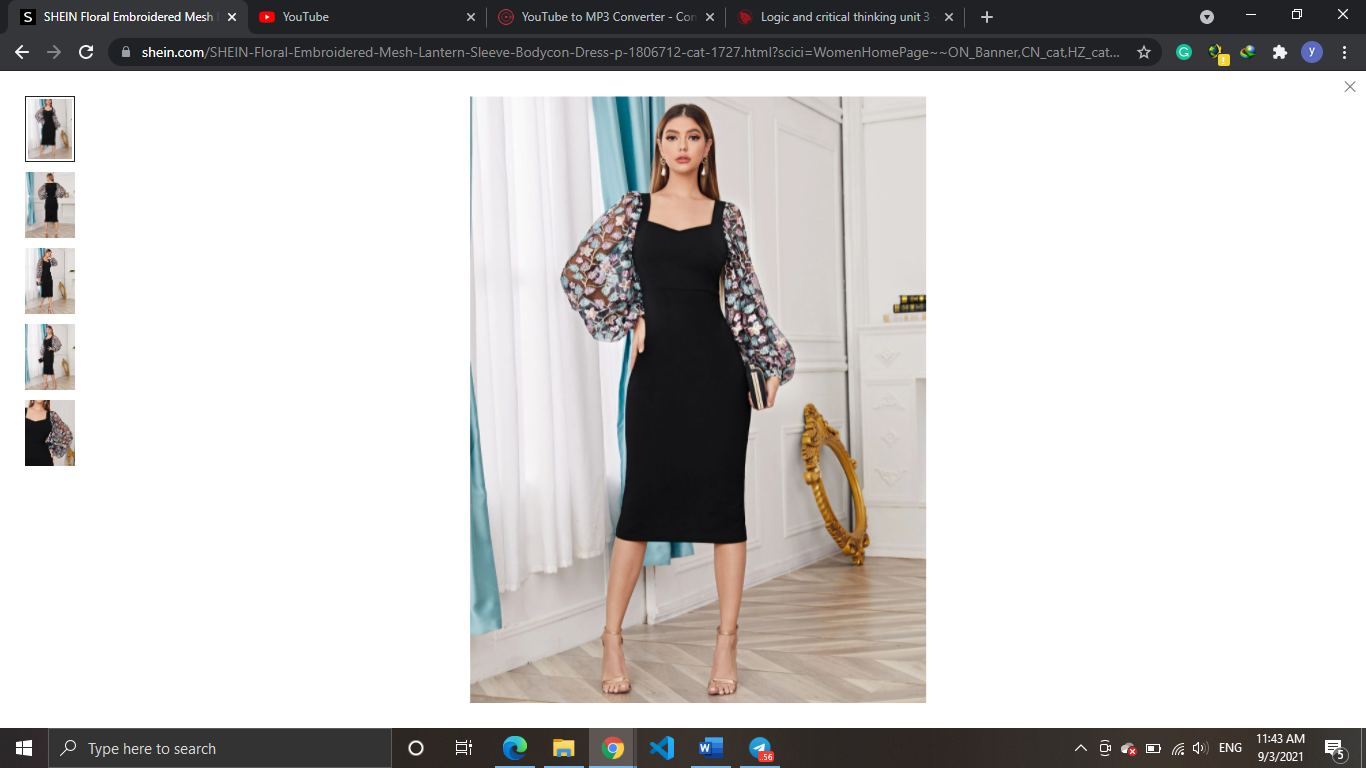 S SHEIN Floral Embroidered Mesh
YouTube
YouTube to MP3 Converter - Con
Logic and critical thinking unit 3
shein.com/SHEIN-Floral-Embroidered-Mesh-Lantern-Sleeve-Bodycon-Dress-p-1806712-cat-1727.html?scici=WomenHomePage~~ON_Banner,CN_cat,HZ_cat...
1
y
Type here to search
W
.56
ENG
11:43 AM
9/3/2021
5